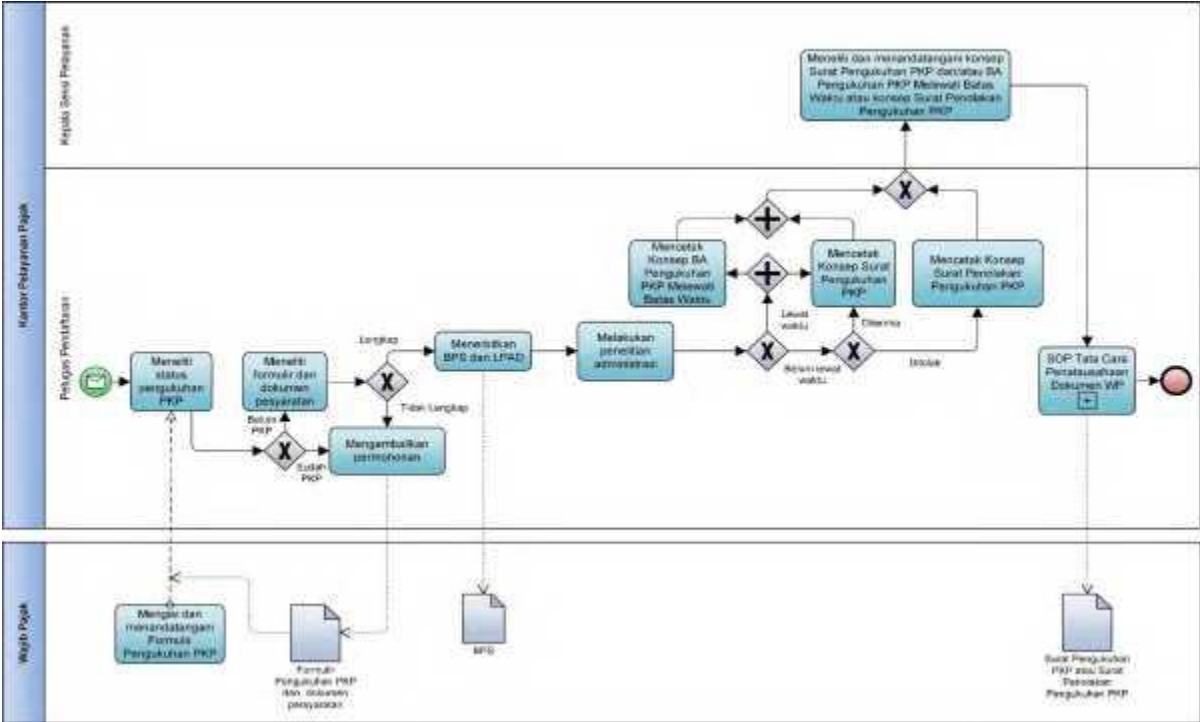 Kantor Pelayanan Pajak
Kepala Seksi Pelayanan
Meneliti dan menandatangani konsep
Surat Pengukuhan PKP dan/atau BA
Pengukuhan PKP Melewati Batas
Waktu atau konsep Surat Penolakan
Pengukuhan PKP
Petugas Pendaftaran
Meneliti
status
pengukuhan
PKP
Meneliti
formulir dan
dokumen
persyaratan
Belum
PKP
Sudah
PKP
Mengembalikan
permohonan
Lengkap
Tidak Lengkap
Menerbitkan
BPS dan LPAD
Melakukan
penelitian
administrasi
Lewat
waktu
Belum lewat
waktu
Mencetak
Konsep BA
Pengukuhan
PKP Melewati
Batas Waktu
Mencetak
Konsep Surat
Pengukuhan
PKP
Diterima
Ditolak
Mencetak Konsep
Surat Penolakan
Pengukuhan PKP
SOP Tata Cara
Penatausahaan
Dokumen WP
Wajib Pajak
Mengisi dan
menandatangani
Formulir
Pengukuhan PKP
Formulir
Pengukuhan PKP
dan dokumen
persyaratan
BPS
Surat Pengukuhan
PKP atau Surat
Penolakan
Pengukuhan PKP